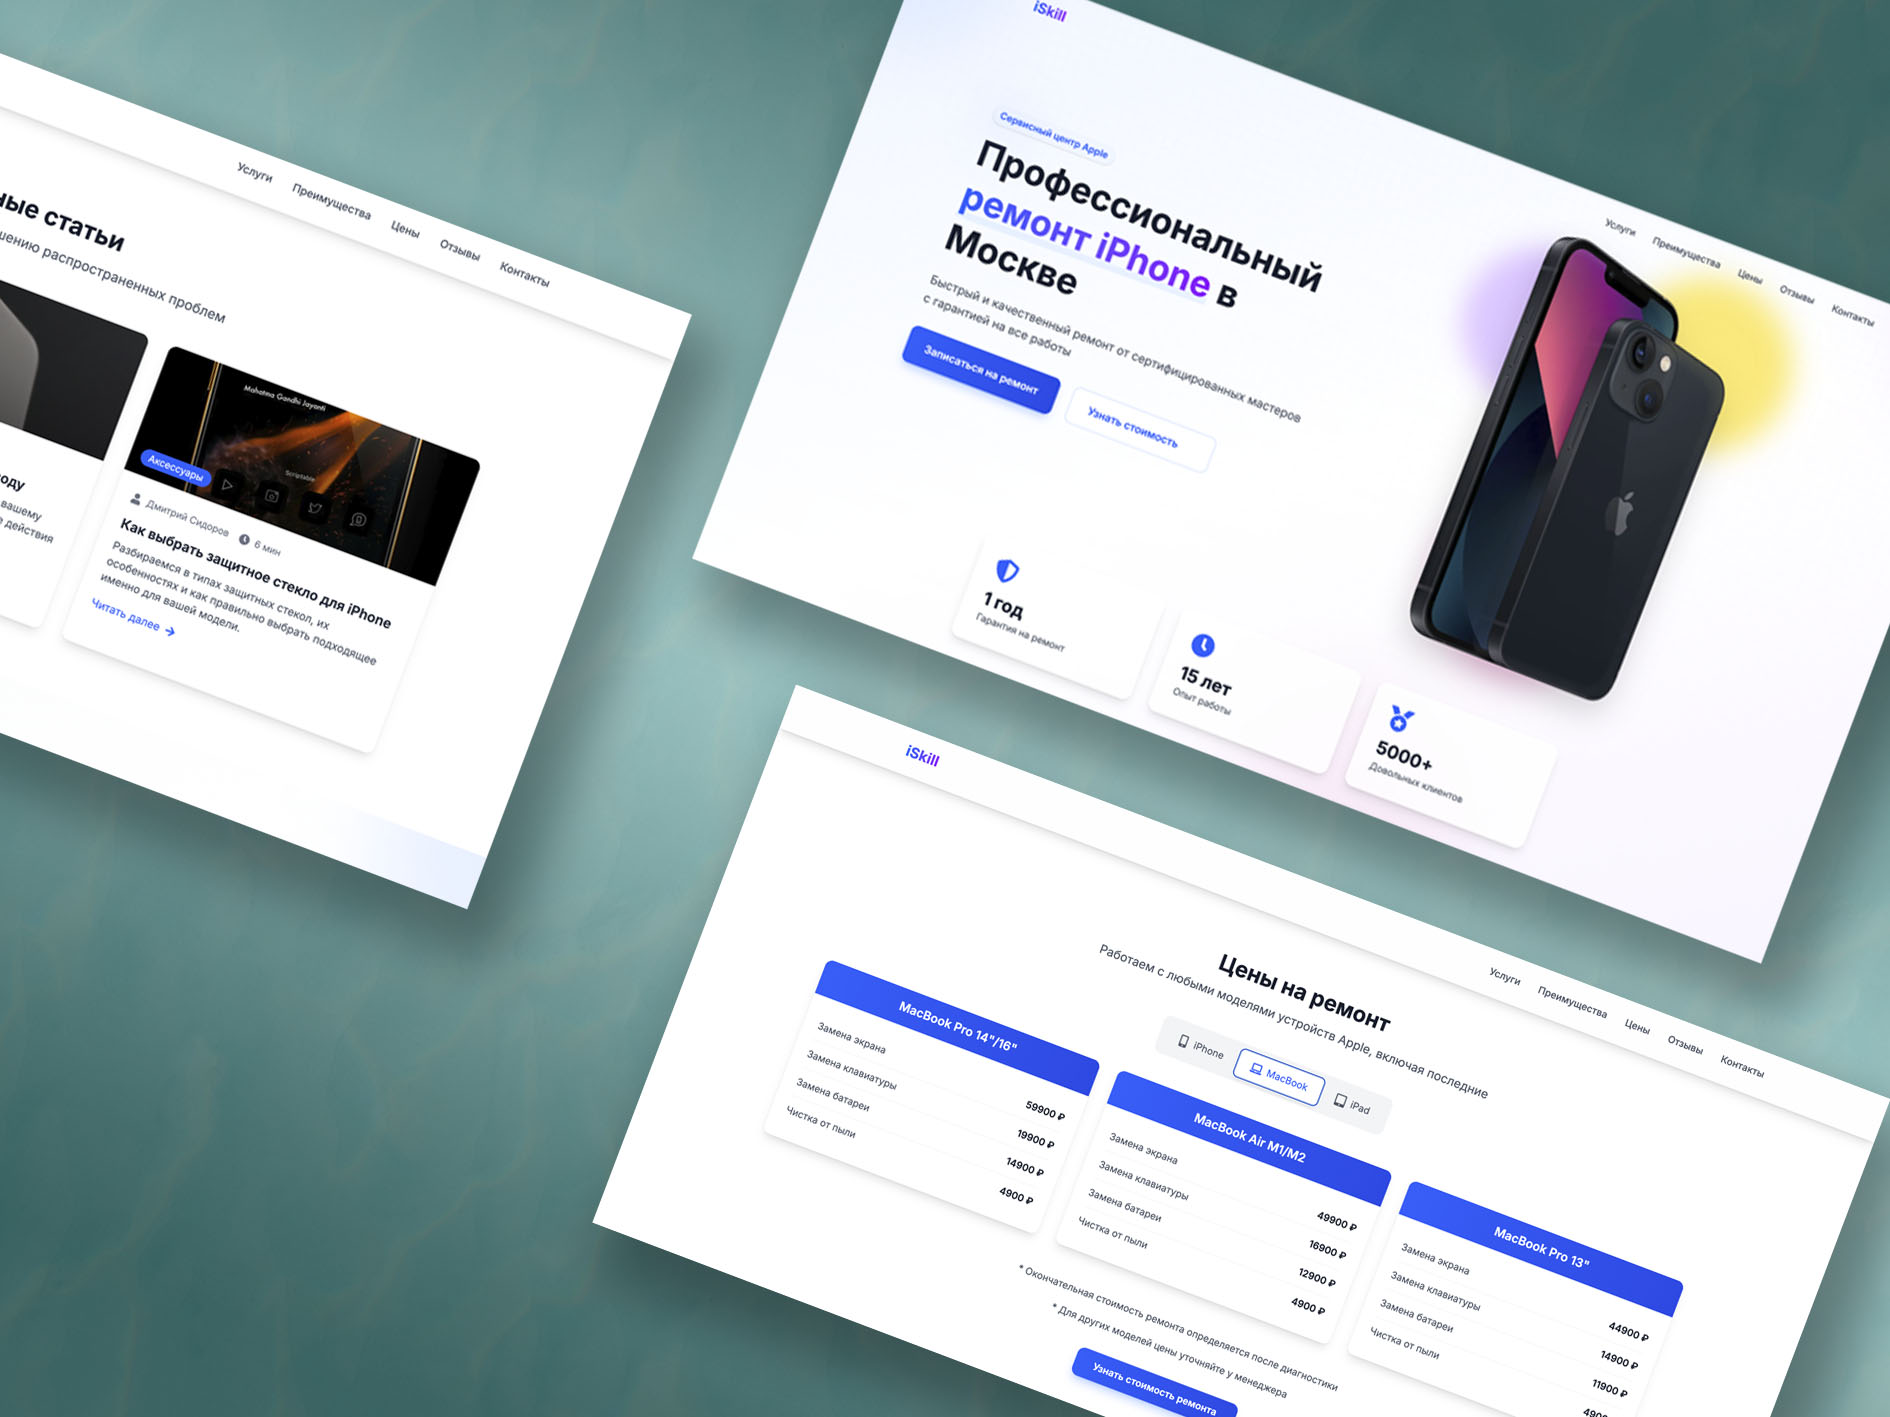 Услуги
Преимущества
Цены
Отзывы
Контакты
статьи
распространенных проблем
вашему
действия
Mahatma Gandhi Jayanti
Scriptable
Аксессуары
Дмитрий Сидоров
6 мин
Как выбрать защитное стекло для iPhone
Разбираемся в типах защитных стекол, их
особенностях и как правильно выбрать подходящее
именно для вашей модели.
Читать далее
iSkill
Услуги
Преимущества
Цены
Отзывы
Контакты
Сервисный центр Apple
Профессиональный
ремонт iPhone в
Москве
Быстрый и качественный ремонт от сертифицированных мастеров
с гарантией на все работы
Записаться на ремонт
Узнать стоимость
1 год
Гарантия на ремонт
15 лет
Опыт работы
5000+
Довольных клиентов
iSkill
Услуги
Преимущества
Цены
Отзывы
Контакты
Цены на ремонт
Работаем с любыми моделями устройств Apple, включая последние
iPhone
MacBook
iPad
MacBook Pro 14"/16"
Замена экрана 59900 ₽
Замена клавиатуры 19900 ₽
Замена батареи 14900 ₽
Чистка от пыли 4900 ₽
MacBook Air M1/M2
Замена экрана 49900 ₽
Замена клавиатуры 16900 ₽
Замена батареи 12900 ₽
Чистка от пыли 4900 ₽
MacBook Pro 13"
Замена экрана 44900 ₽
Замена клавиатуры 14900 ₽
Замена батареи 11900 ₽
Чистка от пыли
* Окончательная стоимость ремонта определяется после диагностики
* Для других моделей цены уточняйте у менеджера
Узнать стоимость ремонта